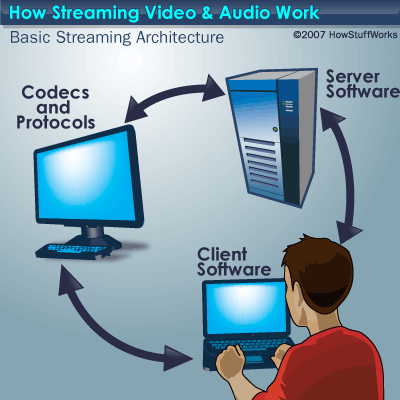 How Streaming Video & Audio Work
Basic Streaming Architecture
©2007 HowStuffWorks
Codecs
and
Protocols
Server
Software
Client
Software